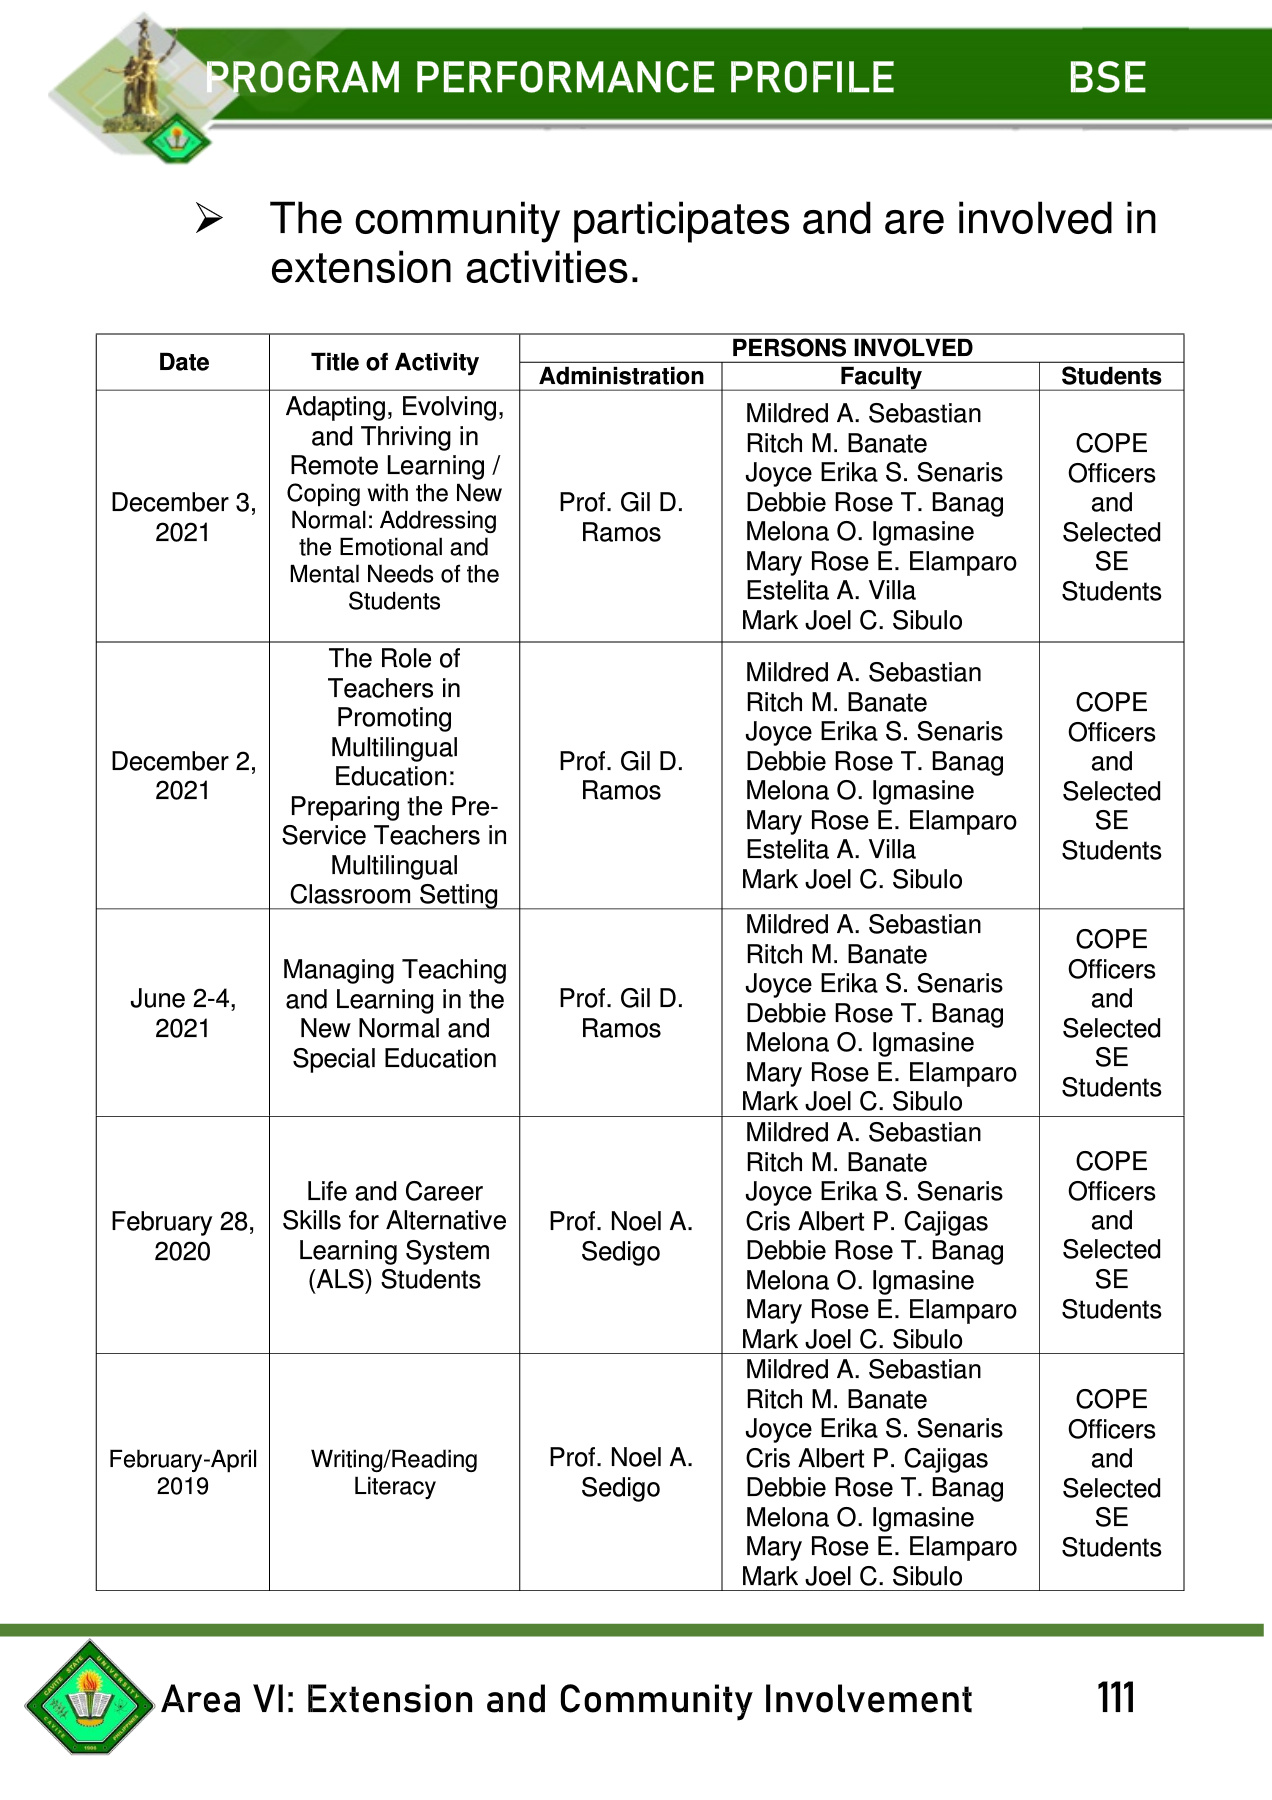 PROGRAM PERFORMANCE PROFILE BSE
➢ The community participates and are involved in
extension activities.
Date
Title of Activity
PERSONS INVOLVED
Administration
Faculty
Students
December 3,
2021
Adapting, Evolving,
and Thriving in
Remote Learning /
Coping with the New
Normal: Addressing
the Emotional and
Mental Needs of the
Students
Prof. Gil D.
Ramos
Mildred A. Sebastian
Ritch M. Banate
Joyce Erika S. Senaris
Debbie Rose T. Banag
Melona O. Igmasine
Mary Rose E. Elamparo
Estelita A. Villa
Mark Joel C. Sibulo
COPE
Officers
and
Selected
SE
Students
December 2,
2021
The Role of
Teachers in
Promoting
Multilingual
Education:
Preparing the Pre-
Service Teachers in
Multilingual
Classroom Setting
Prof. Gil D.
Ramos
Mildred A. Sebastian
Ritch M. Banate
Joyce Erika S. Senaris
Debbie Rose T. Banag
Melona O. Igmasine
Mary Rose E. Elamparo
Estelita A. Villa
Mark Joel C. Sibulo
COPE
Officers
and
Selected
SE
Students
June 2-4,
2021
Managing Teaching
and Learning in the
New Normal and
Special Education
Prof. Gil D.
Ramos
Mildred A. Sebastian
Ritch M. Banate
Joyce Erika S. Senaris
Debbie Rose T. Banag
Melona O. Igmasine
Mary Rose E. Elamparo
Mark Joel C. Sibulo
COPE
Officers
and
Selected
SE
Students
February 28,
2020
Life and Career
Skills for Alternative
Learning System
(ALS) Students
Prof. Noel A.
Sedigo
Mildred A. Sebastian
Ritch M. Banate
Joyce Erika S. Senaris
Cris Albert P. Cajigas
Debbie Rose T. Banag
Melona O. Igmasine
Mary Rose E. Elamparo
Mark Joel C. Sibulo
COPE
Officers
and
Selected
SE
Students
February-April
2019
Writing/Reading
Literacy
Prof. Noel A.
Sedigo
Mildred A. Sebastian
Ritch M. Banate
Joyce Erika S. Senaris
Cris Albert P. Cajigas
Debbie Rose T. Banag
Melona O. Igmasine
Mary Rose E. Elamparo
Mark Joel C. Sibulo
COPE
Officers
and
Selected
SE
Students
CAVITE STATE UNIVERSITY
CAVITE PHILIPPINES
1906
Area VI: Extension and Community Involvement 111